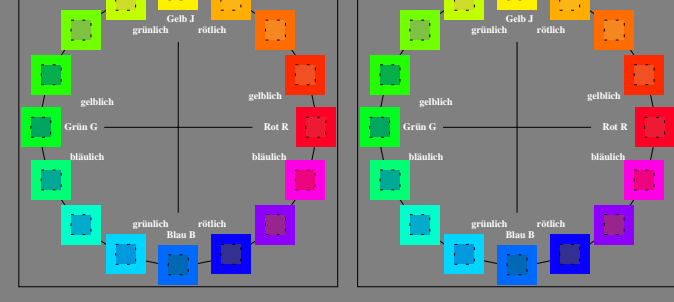 Gelb J
grünlich rötlich
gelblich
gelblich
Grün G Rot R
bläulich bläulich
grünlich rötlich
Blau B
Gelb J
grünlich rötlich
gelblich
gelblich
Grün G Rot R
bläulich bläulich
grünlich rötlich
Blau B